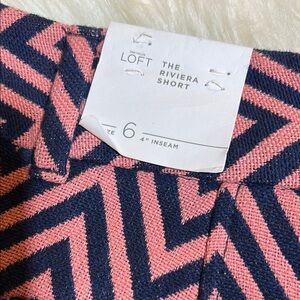 LOFT
THE
RIVIERA
SHORT
6
4" INSEAM